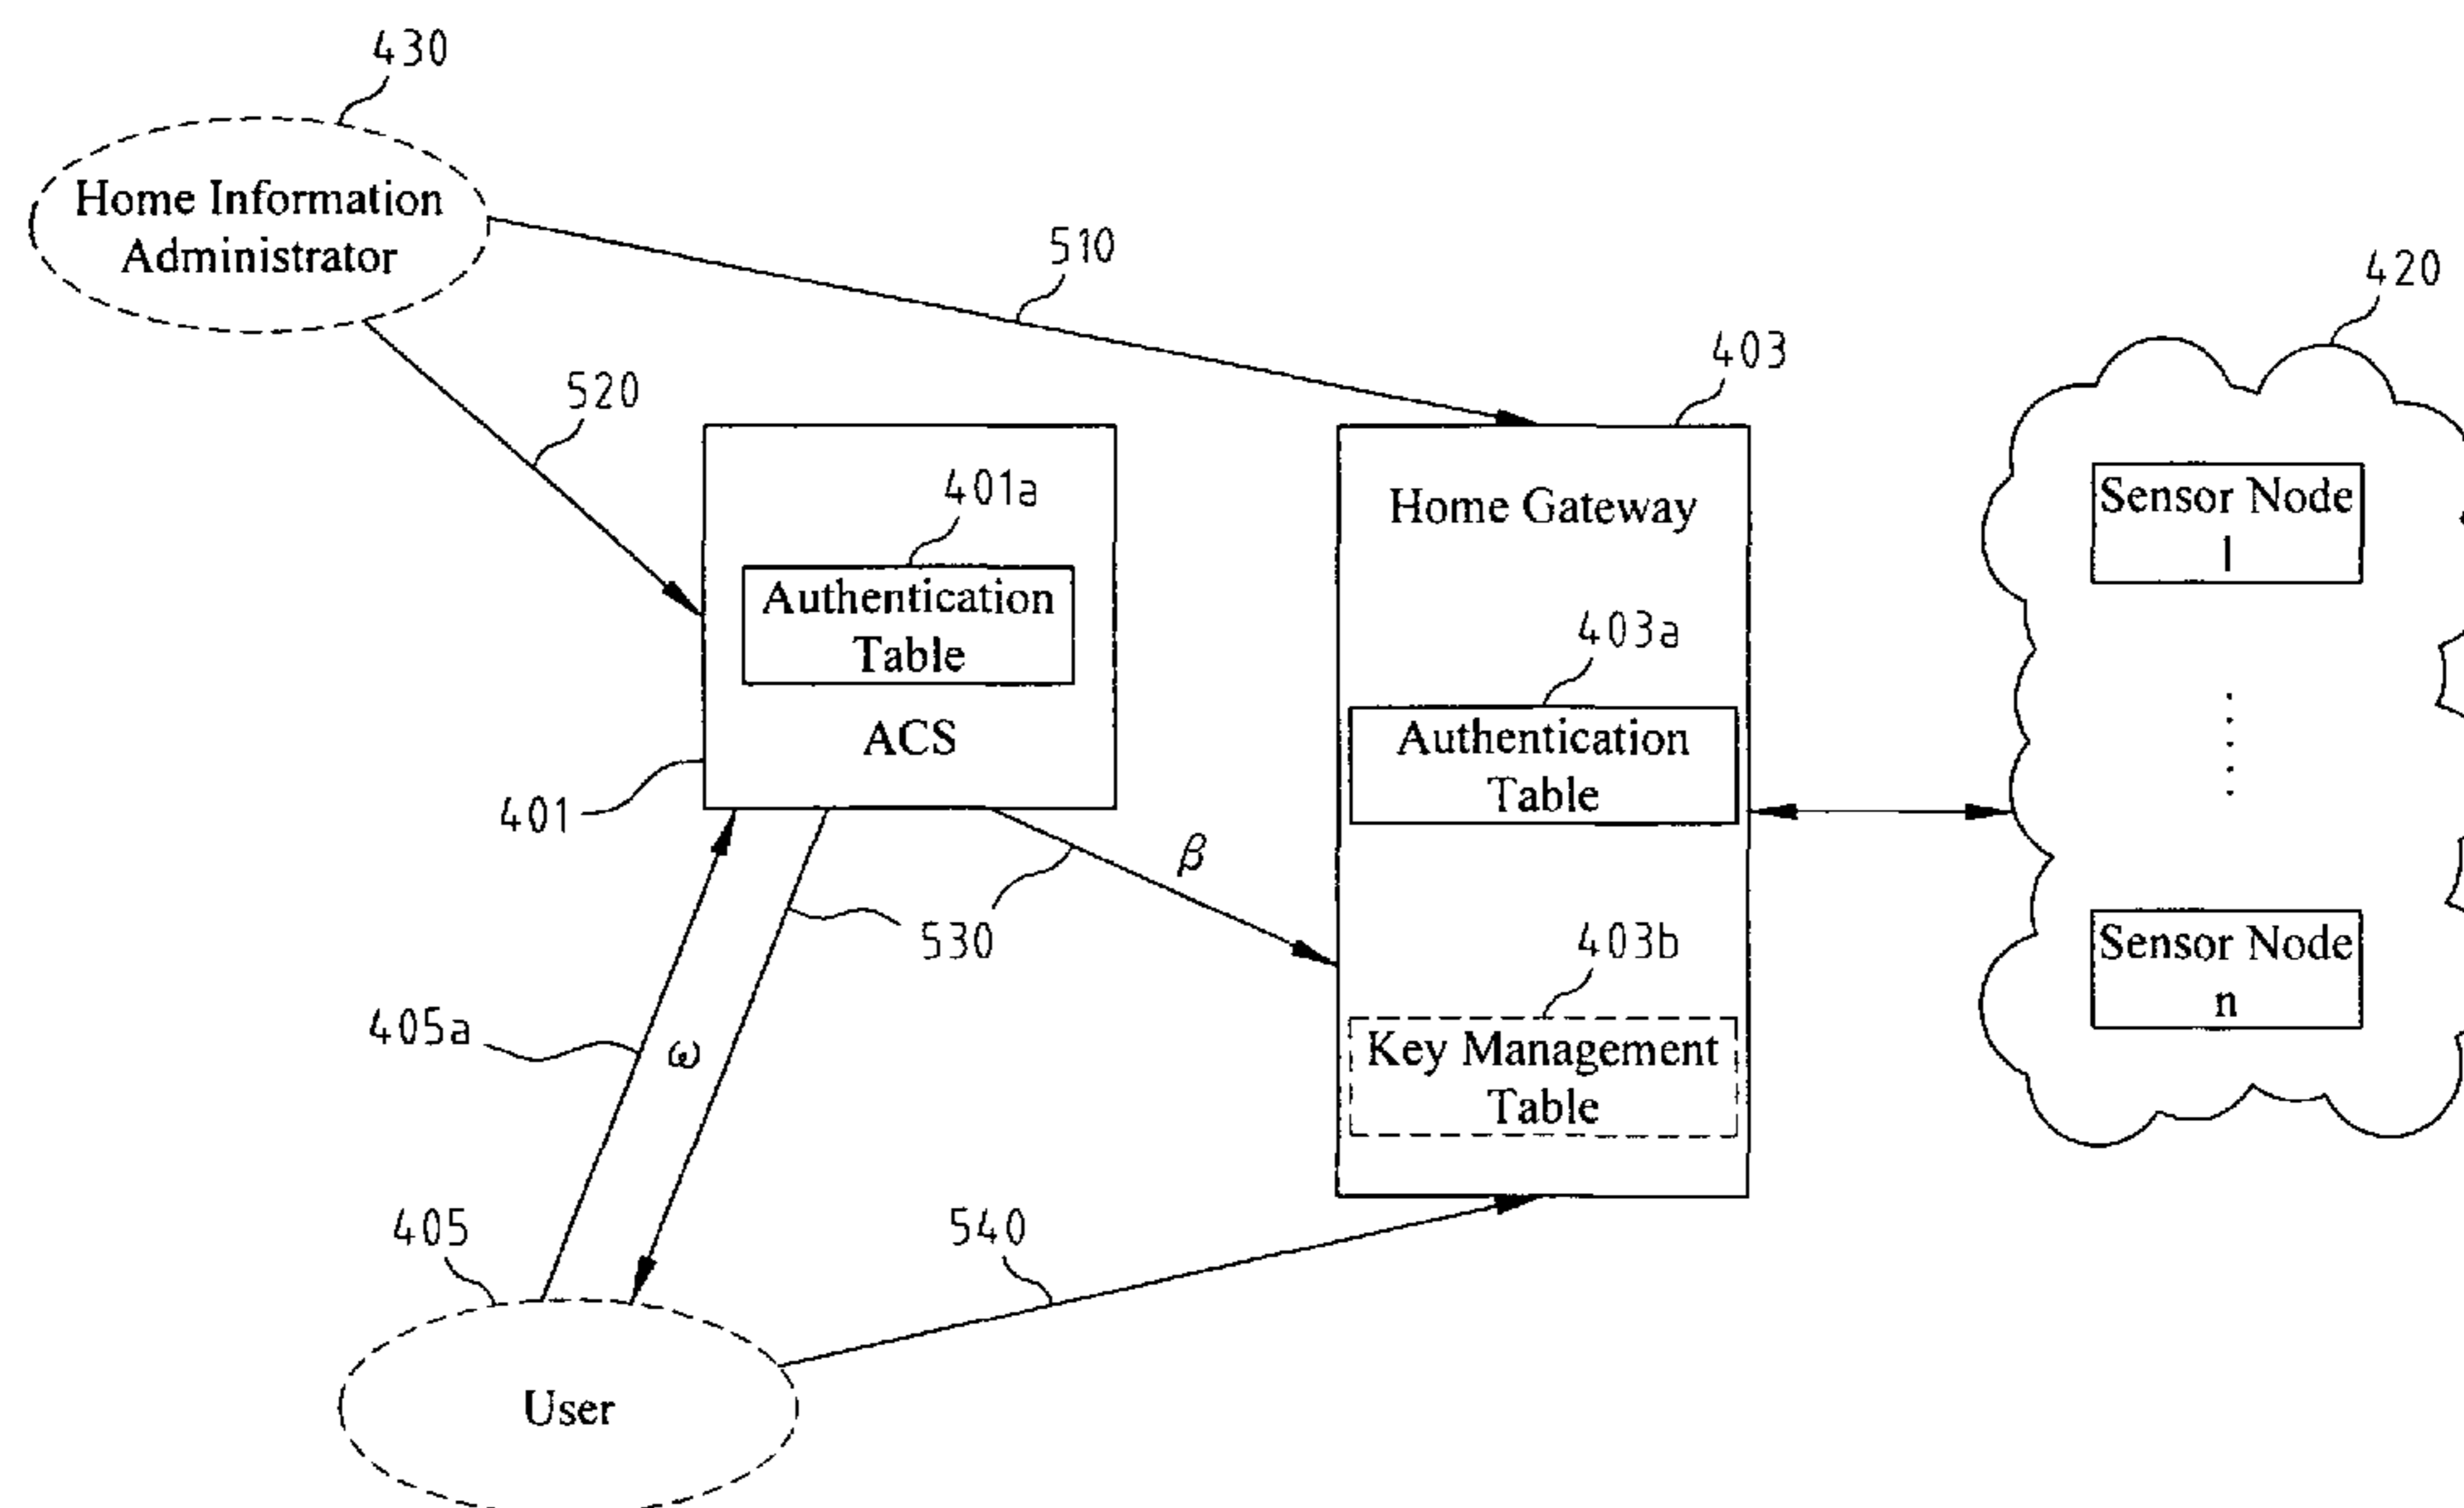 430
Home Information
Administrator
510
420
403
520
401a
Authentication
Table
ACS
401
Home Gateway
403a
Authentication
Table
403b
Key Management
Table
Sensor Node
1
Sensor Node
n
β
530
405a
ω
405
540
User